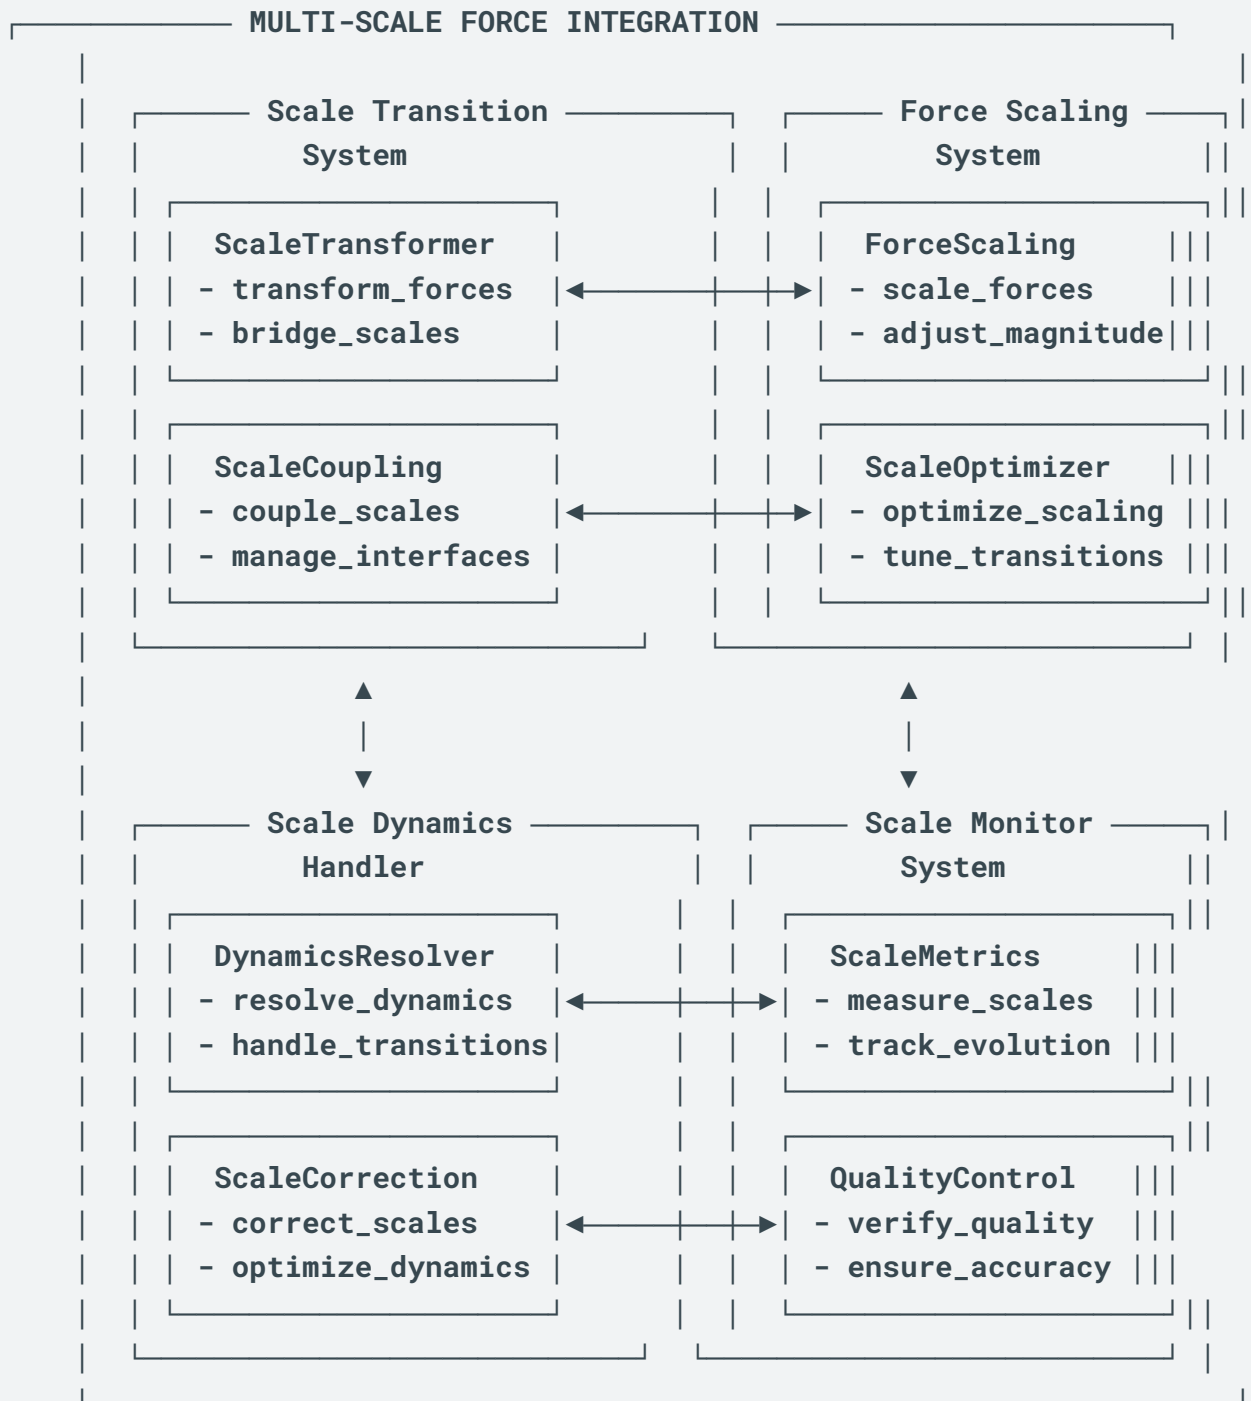 MULTI-SCALE FORCE INTEGRATION
Scale Transition
System
ScaleTransformer
- transform_forces
- bridge_scales
ScaleCoupling
- couple_scales
- manage_interfaces
Force Scaling
System
ForceScaling
- scale_forces
- adjust_magnitude
ScaleOptimizer
- optimize_scaling
- tune_transitions
Scale Dynamics
Handler
DynamicsResolver
- resolve_dynamics
- handle_transitions
ScaleCorrection
- correct_scales
- optimize_dynamics
Scale Monitor
System
ScaleMetrics
- measure_scales
- track_evolution
QualityControl
- verify_quality
- ensure_accuracy